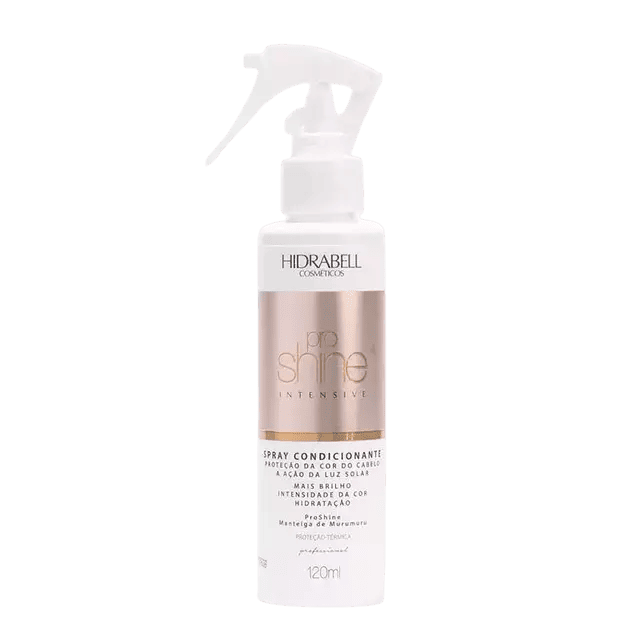 HIDRABELL
COSMÉTICOS
pro
shine
INTENSIVE
SPRAY CONDICIONANTE
PROTEÇÃO DA COR DO CABELO
A AÇÃO DA LUZ SOLAR
MAIS BRILHO
INTENSIDADE DA COR
HIDRATAÇÃO
ProShine
Manteiga de Murumuru
PROTEÇÃO TÉRMICA
professional
120ml